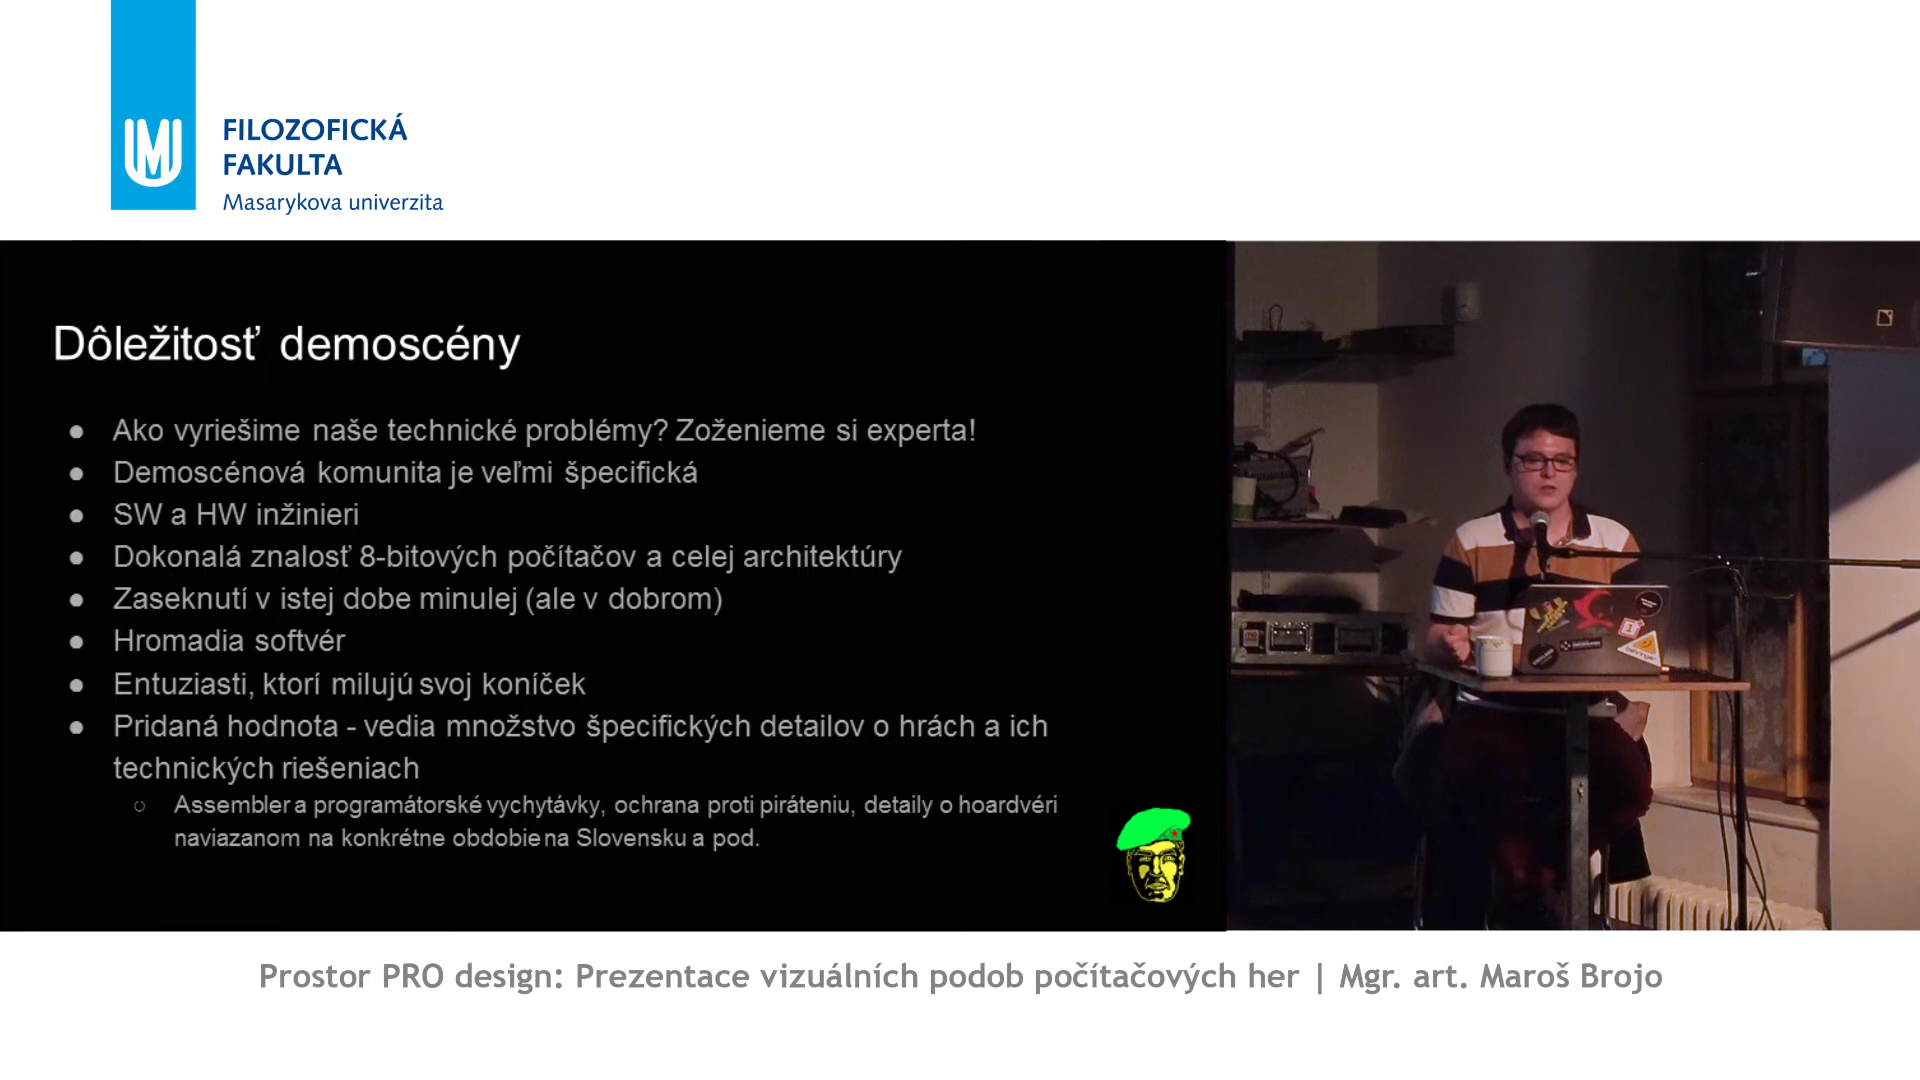 FILOZOFICKÁ
FAKULTA
Masarykova univerzita
Dôležitosť demoscény
● Ako vyriešime naše technické problémy? Zoženieme si experta!
● Demoscénová komunita je veľmi špecifická
● SW a HW inžinieri
● Dokonalá znalosť 8-bitových počítačov a celej architektúry
● Zaseknutí v istej dobe minulej (ale v dobrom)
● Hromadia softvér
● Entuziasti, ktorí milujú svoj koníček
● Pridaná hodnota - vedia množstvo špecifických detailov o hrách a ich
technických riešeniach
○ Assembler a programátorské vychytávky, ochrana proti piráteniu, detaily o hoardvéri
naviazanom na konkrétne obdobie na Slovensku a pod.
Prostor PRO design: Prezentace vizuálních podob počítačových her | Mgr. art. Maroš Brojo